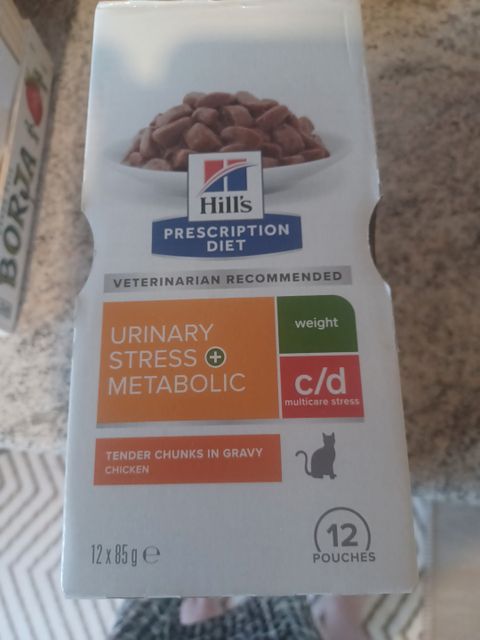 BORJA
Hill's
PRESCRIPTION
DIET
VETERINARIAN RECOMMENDED
URINARY
STRESS +
METABOLIC
weight
c/d
multicare stress
TENDER CHUNKS IN GRAVY
CHICKEN
12 x 85 g e
12
POUCHES